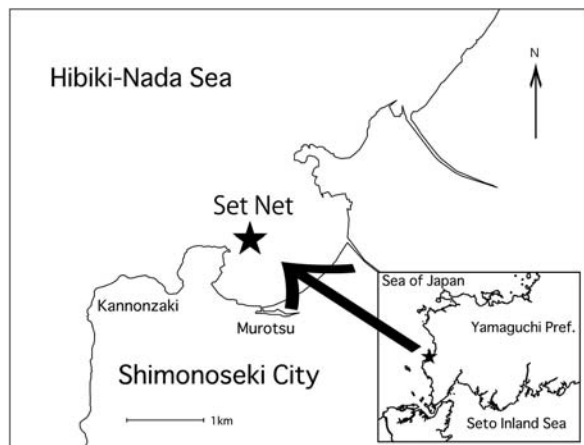 Hibiki-Nada Sea
N
Set Net
Kannonzaki
Murotsu
Shimonoseki City
1km
Sea of Japan
Yamaguchi Pref.
Seto Inland Sea